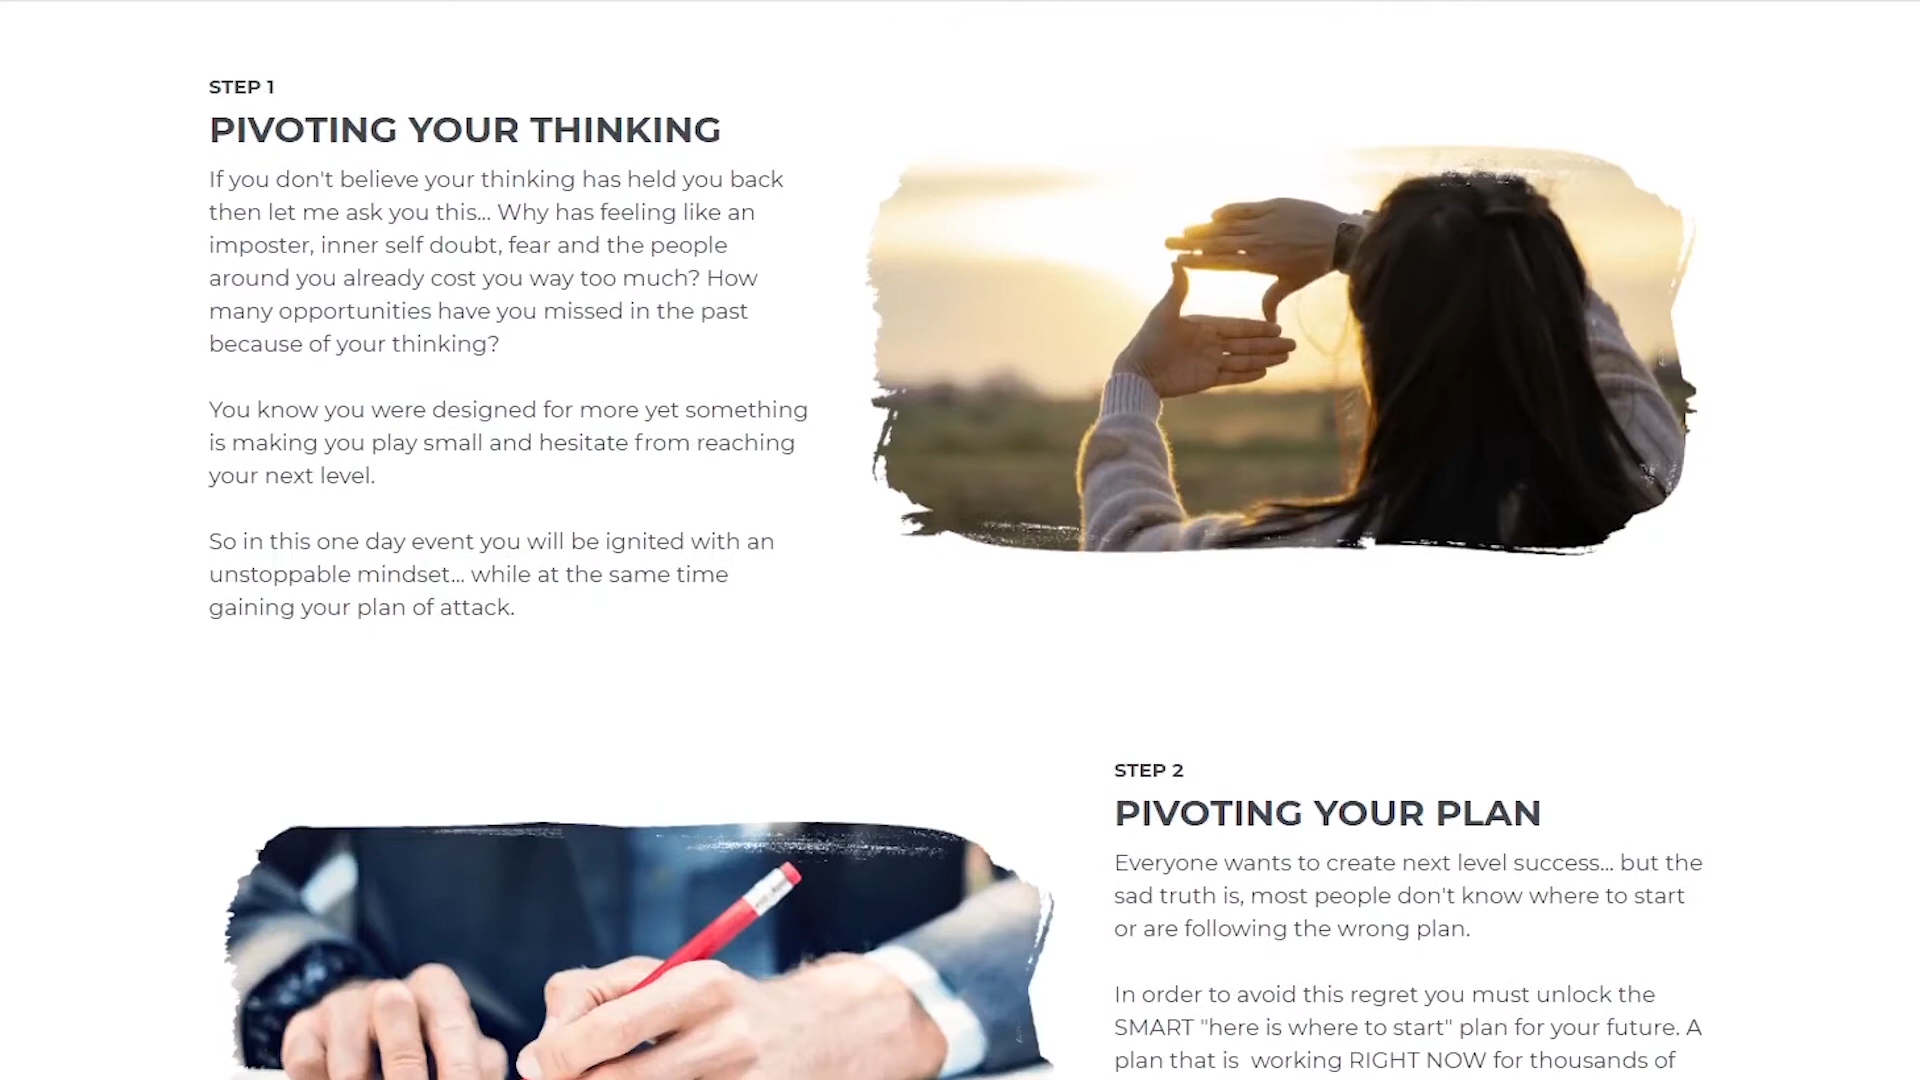 STEP 1
PIVOTING YOUR THINKING
If you don't believe your thinking has held you back
then let me ask you this... Why has feeling like an
imposter, inner self doubt, fear and the people
around you already cost you way too much? How
many opportunities have you missed in the past
because of your thinking?
You know you were designed for more yet something
is making you play small and hesitate from reaching
your next level.
So in this one day event you will be ignited with an
unstoppable mindset... while at the same time
gaining your plan of attack.
STEP 2
PIVOTING YOUR PLAN
Everyone wants to create next level success... but the
sad truth is, most people don't know where to start
or are following the wrong plan.
In order to avoid this regret you must unlock the
SMART "here is where to start" plan for your future. A
plan that is  working RIGHT NOW for thousands of